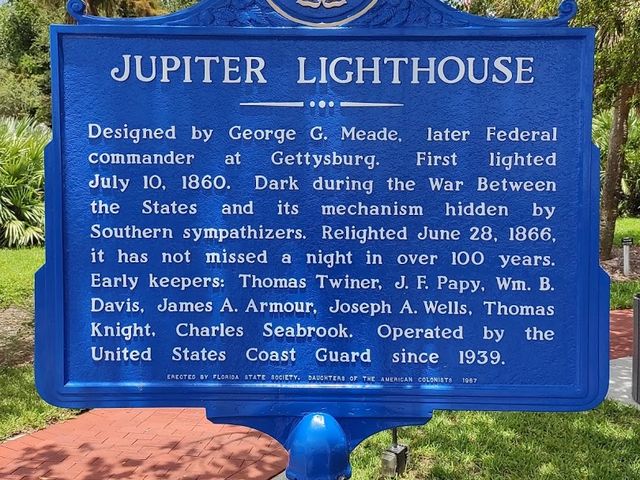 JUPITER LIGHTHOUSE
Designed by George G. Meade, later Federal
commander at Gettysburg. First lighted
July 10, 1860. Dark during the War Between
the States and its mechanism hidden by
Southern sympathizers. Relighted June 28, 1866,
it has not missed a night in over 100 years.
Early keepers: Thomas Twiner, J. F. Papy, Wm. B.
Davis, James A. Armour, Joseph A. Wells, Thomas
Knight, Charles Seabrook. Operated by the
United States Coast Guard since 1939.
ERECTED BY FLORIDA STATE SOCIETY, DAUGHTERS OF THE AMERICAN COLONISTS 1967